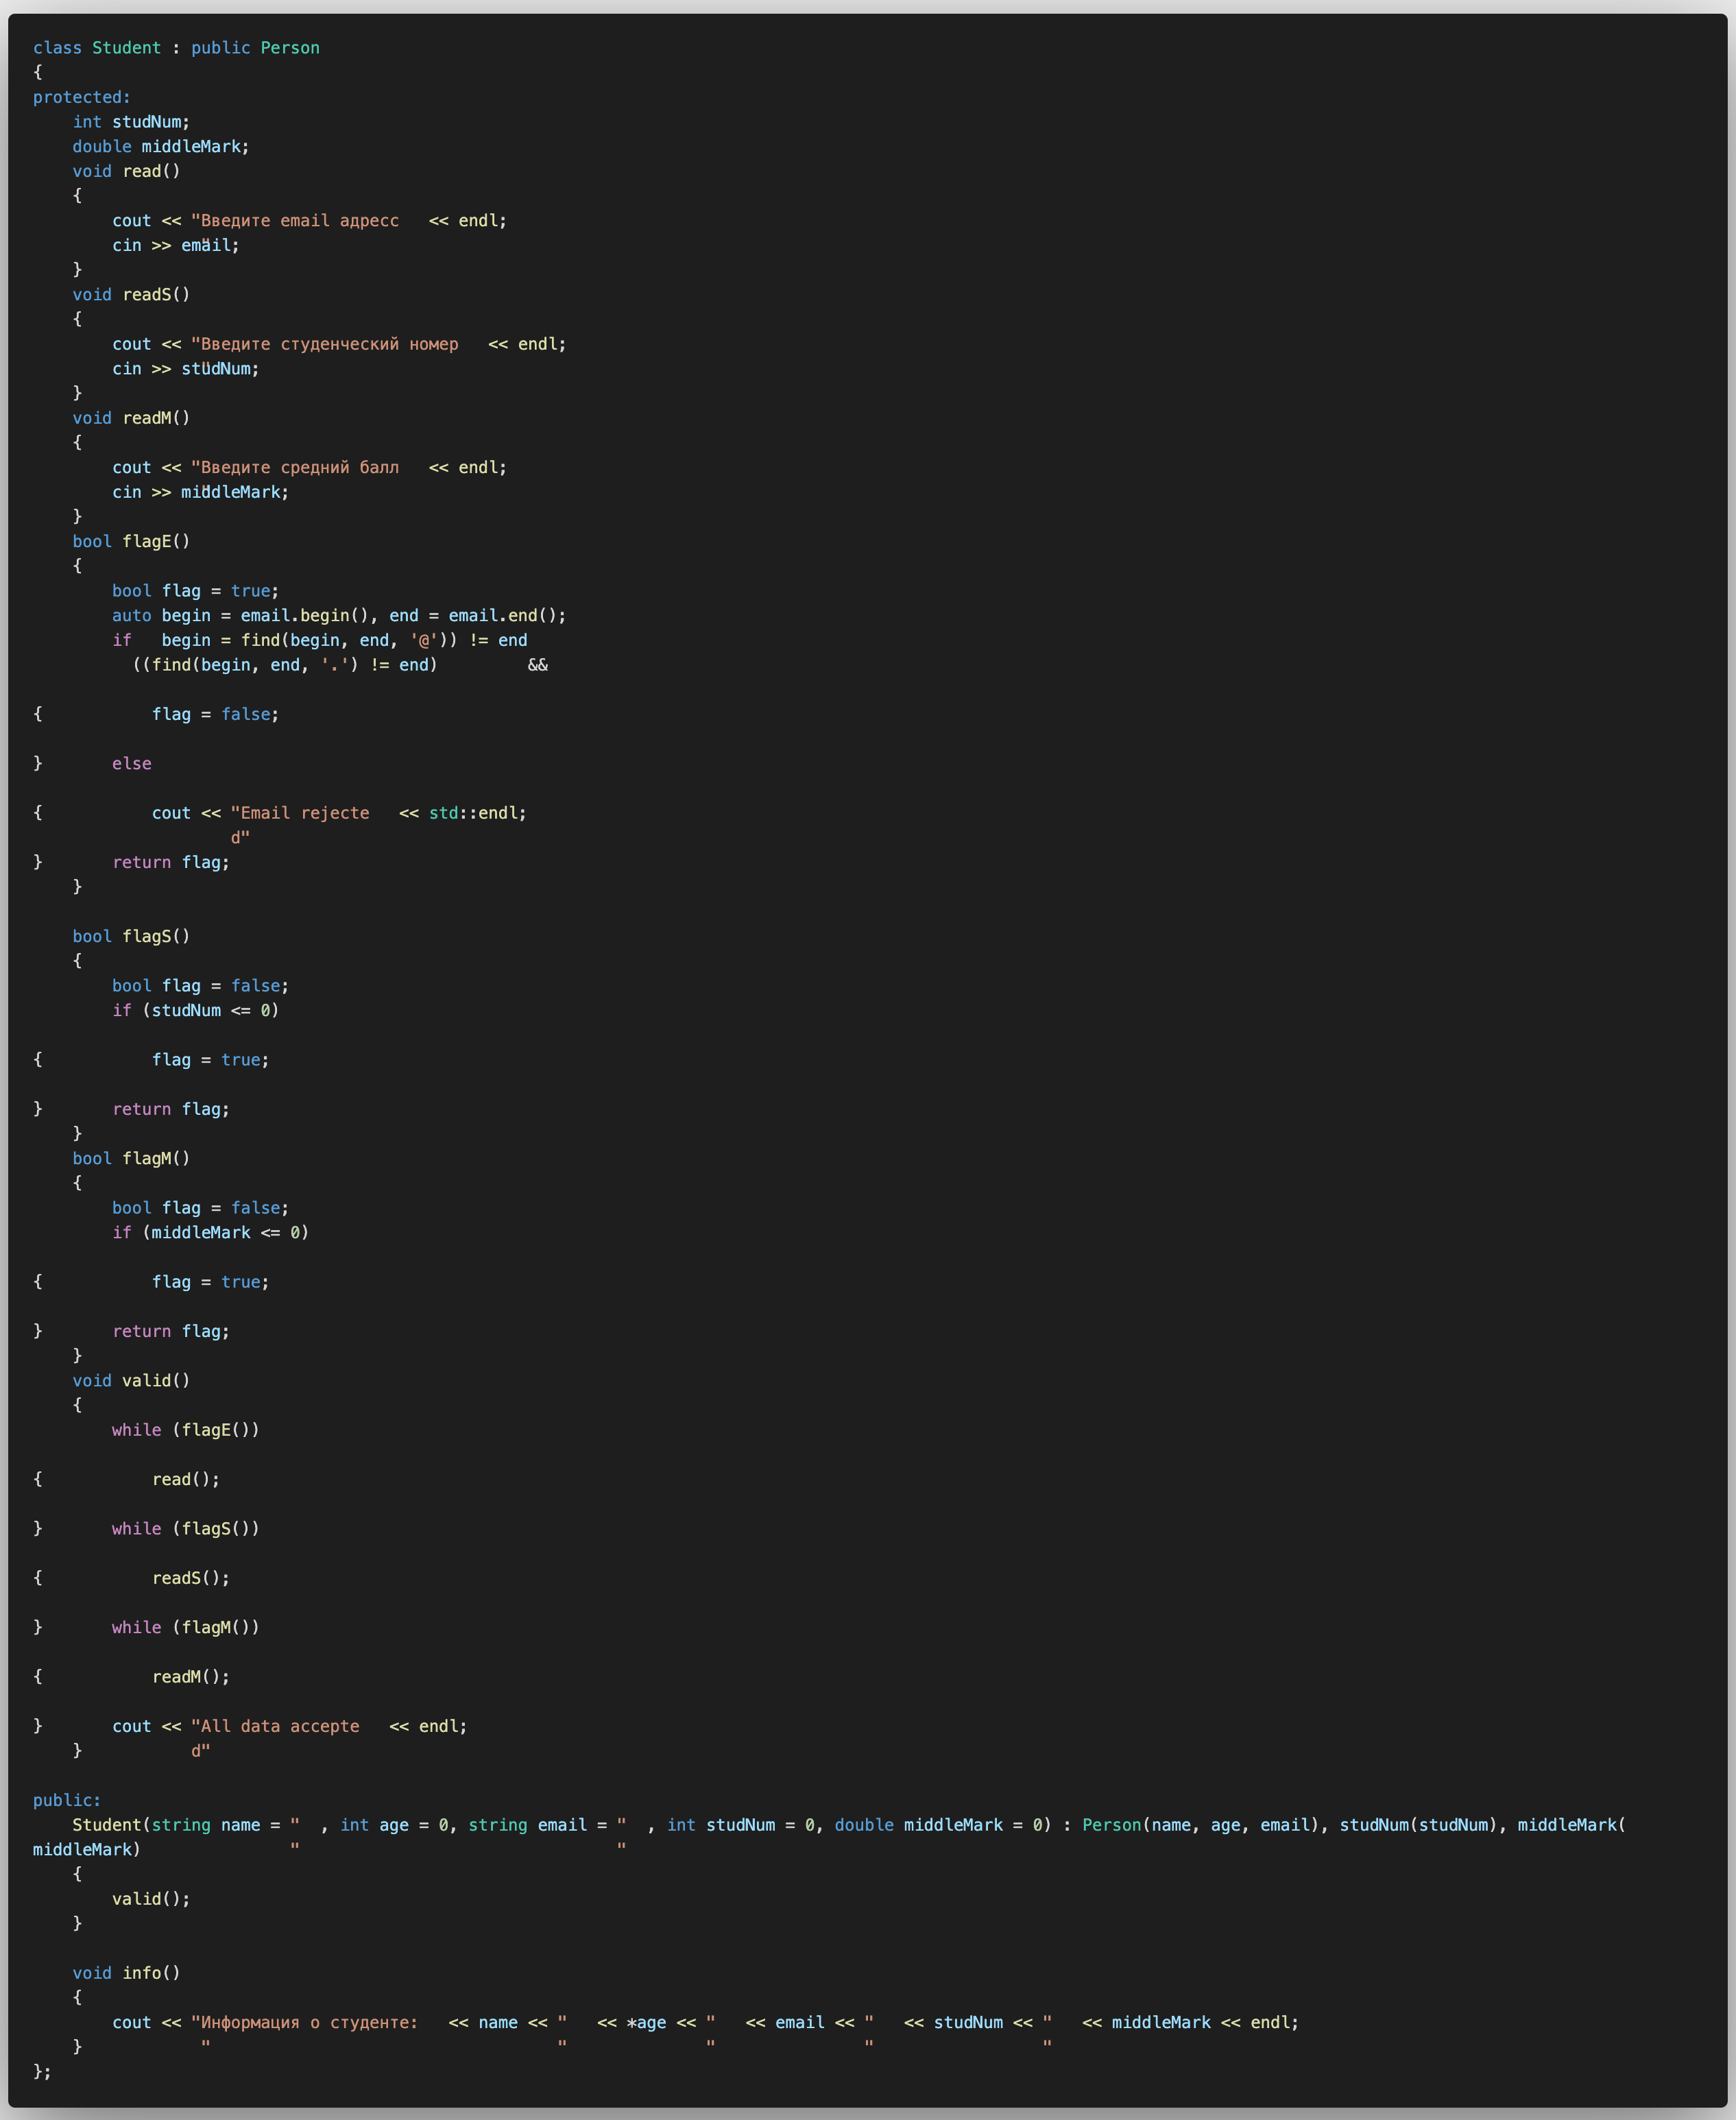 class Student : public Person
{
protected:
    int studNum;
    double middleMark;
    void read()
    {
        cout << "Введите email адресс   << endl;
        cin >> email;
"
    }
    void readS()
    {
        cout << "Введите студенческий номер   << endl;
        cin >> studNum;
"
    }
    void readM()
    {
        cout << "Введите средний балл   << endl;
        cin >> middleMark;
"
    }
    bool flagE()
    {
        bool flag = true;
        auto begin = email.begin(), end = email.end();
        if   begin = find(begin, end, '@')) != end
          ((find(begin, end, '.') != end)         &&
{           flag = false;
}       else
{           cout << "Email rejecte   << std::endl;
                    d"
}       return flag;
    }
    bool flagS()
    {
        bool flag = false;
        if (studNum <= 0)
{           flag = true;
}       return flag;
    }
    bool flagM()
    {
        bool flag = false;
        if (middleMark <= 0)
{           flag = true;
}       return flag;
    }
    void valid()
    {
        while (flagE())
{           read();
}       while (flagS())
{           readS();
}       while (flagM())
{           readM();
}       cout << "All data accepte   << endl;
    }           d"
public:
    Student(string name = "  , int age = 0, string email = "  , int studNum = 0, double middleMark = 0) : Person(name, age, email), studNum(studNum), middleMark(
middleMark)               "                                "
    {
        valid();
    }
    void info()
    {
        cout << "Информация о студенте:   << name << "   << *age << "   << email << "   << studNum << "   << middleMark << endl;
    }            "                                   "              "               "                 "
};